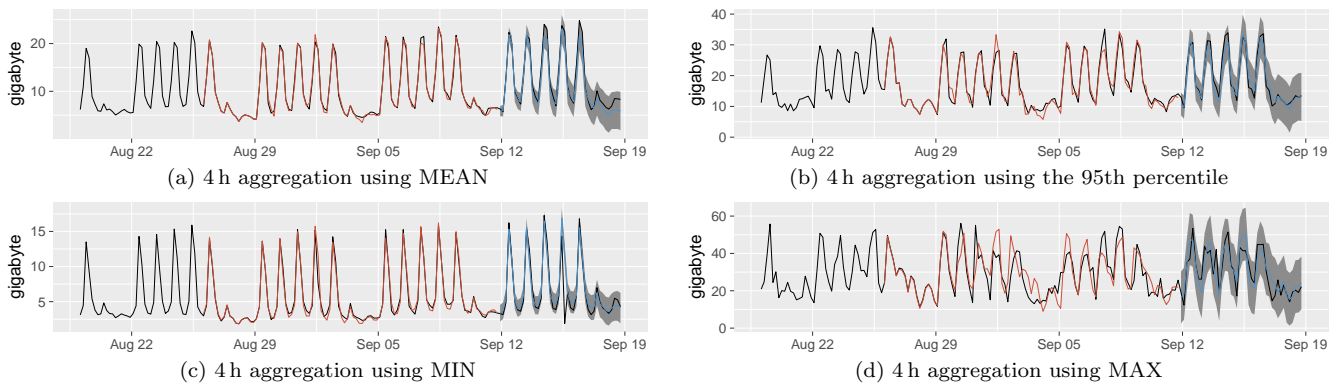 gigabyte
20
10
Aug 22
Aug 29
Sep 05
Sep 12
Sep 19
(a) 4 h aggregation using MEAN
gigabyte
40
30
20
10
0
Aug 22
Aug 29
Sep 05
Sep 12
Sep 19
(b) 4 h aggregation using the 95th percentile
gigabyte
15
10
5
Aug 22
Aug 29
Sep 05
Sep 12
Sep 19
(c) 4 h aggregation using MIN
gigabyte
60
40
20
0
Aug 22
Aug 29
Sep 05
Sep 12
Sep 19
(d) 4 h aggregation using MAX